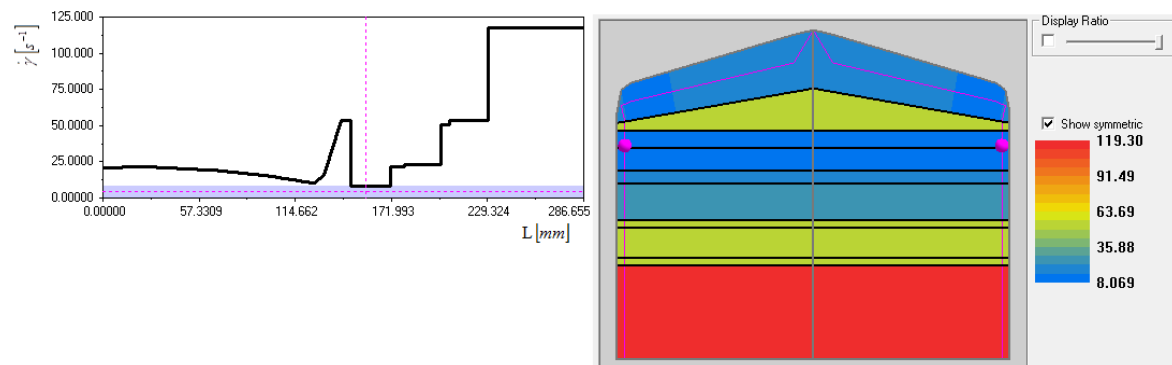 125.000
100.000
75.0000
50.0000
25.0000
0.00000
γ̇ [s⁻¹]
0.00000 57.3309 114.662 171.993 229.324 286.655
L [mm]
Display Ratio
Show symmetric
119.30
91.49
63.69
35.88
8.069